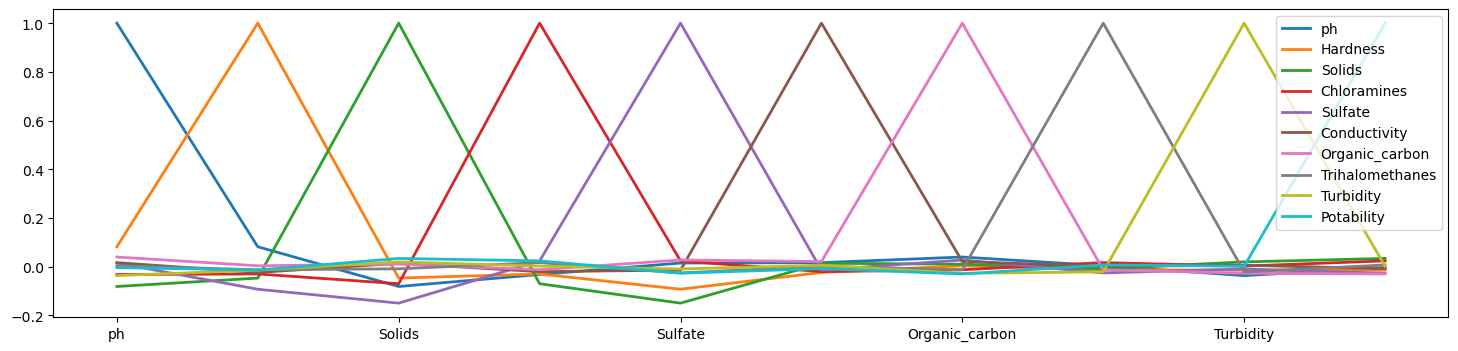 1.0
0.8
0.6
0.4
0.2
0.0
−0.2
ph
Solids
Sulfate
Organic_carbon
Turbidity
ph
Hardness
Solids
Chloramines
Sulfate
Conductivity
Organic_carbon
Trihalomethanes
Turbidity
Potability